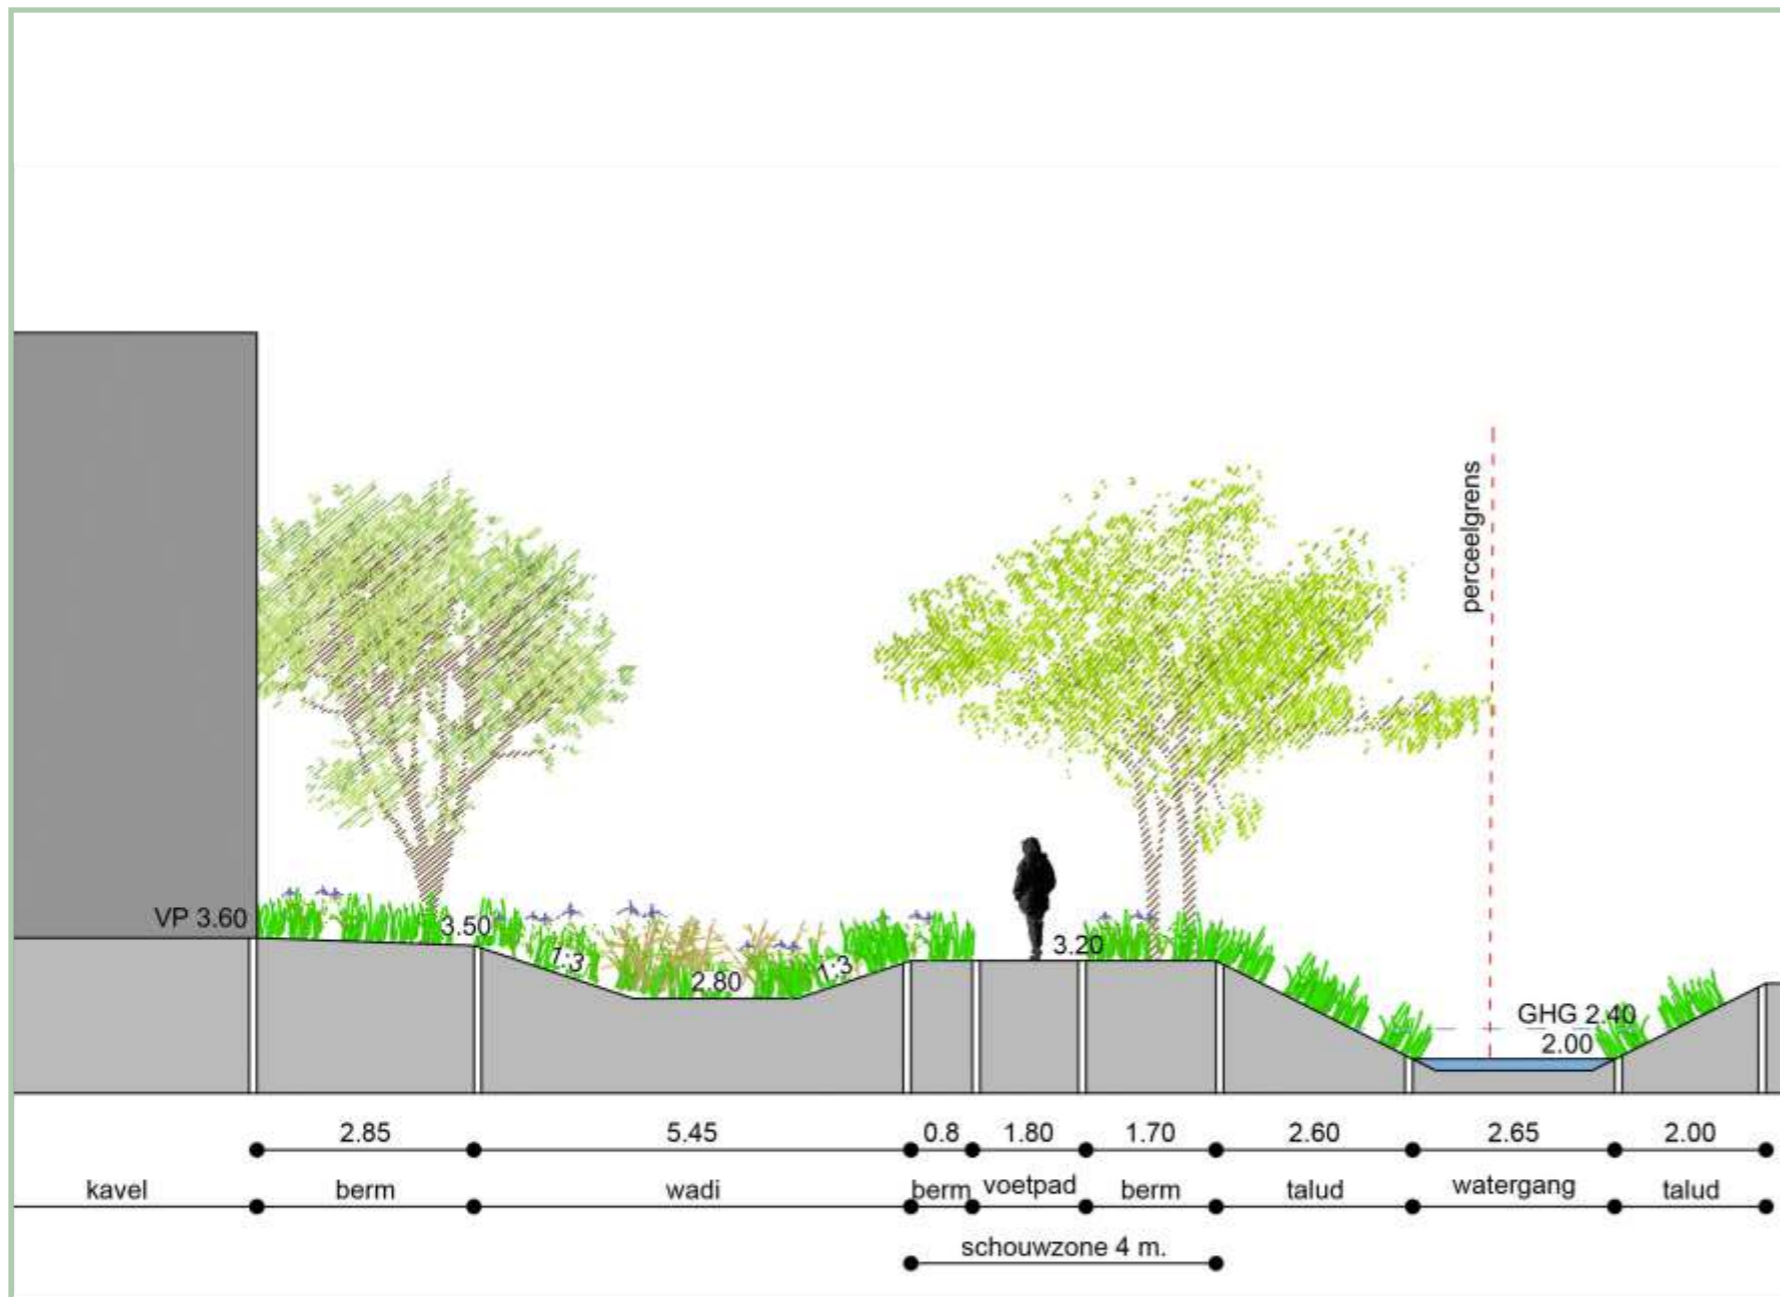 perceelgrens
VP 3.60
3.50
1:3
2.80
1:3
3.20
GHG 2.40
2.00
2.85 5.45 0.8 1.80 1.70 2.60 2.65 2.00
kavel berm wadi berm voetpad berm talud watergang talud
schouwzone 4 m.